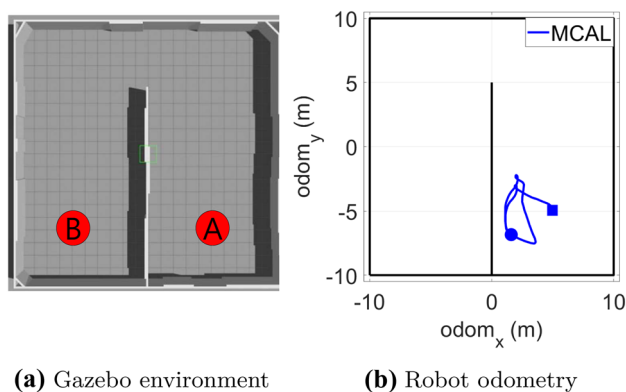 B
A
MCAL
10
5
0
-5
-10
odom_y (m)
-10
0
10
odom_x (m)
(a) Gazebo environment
(b) Robot odometry